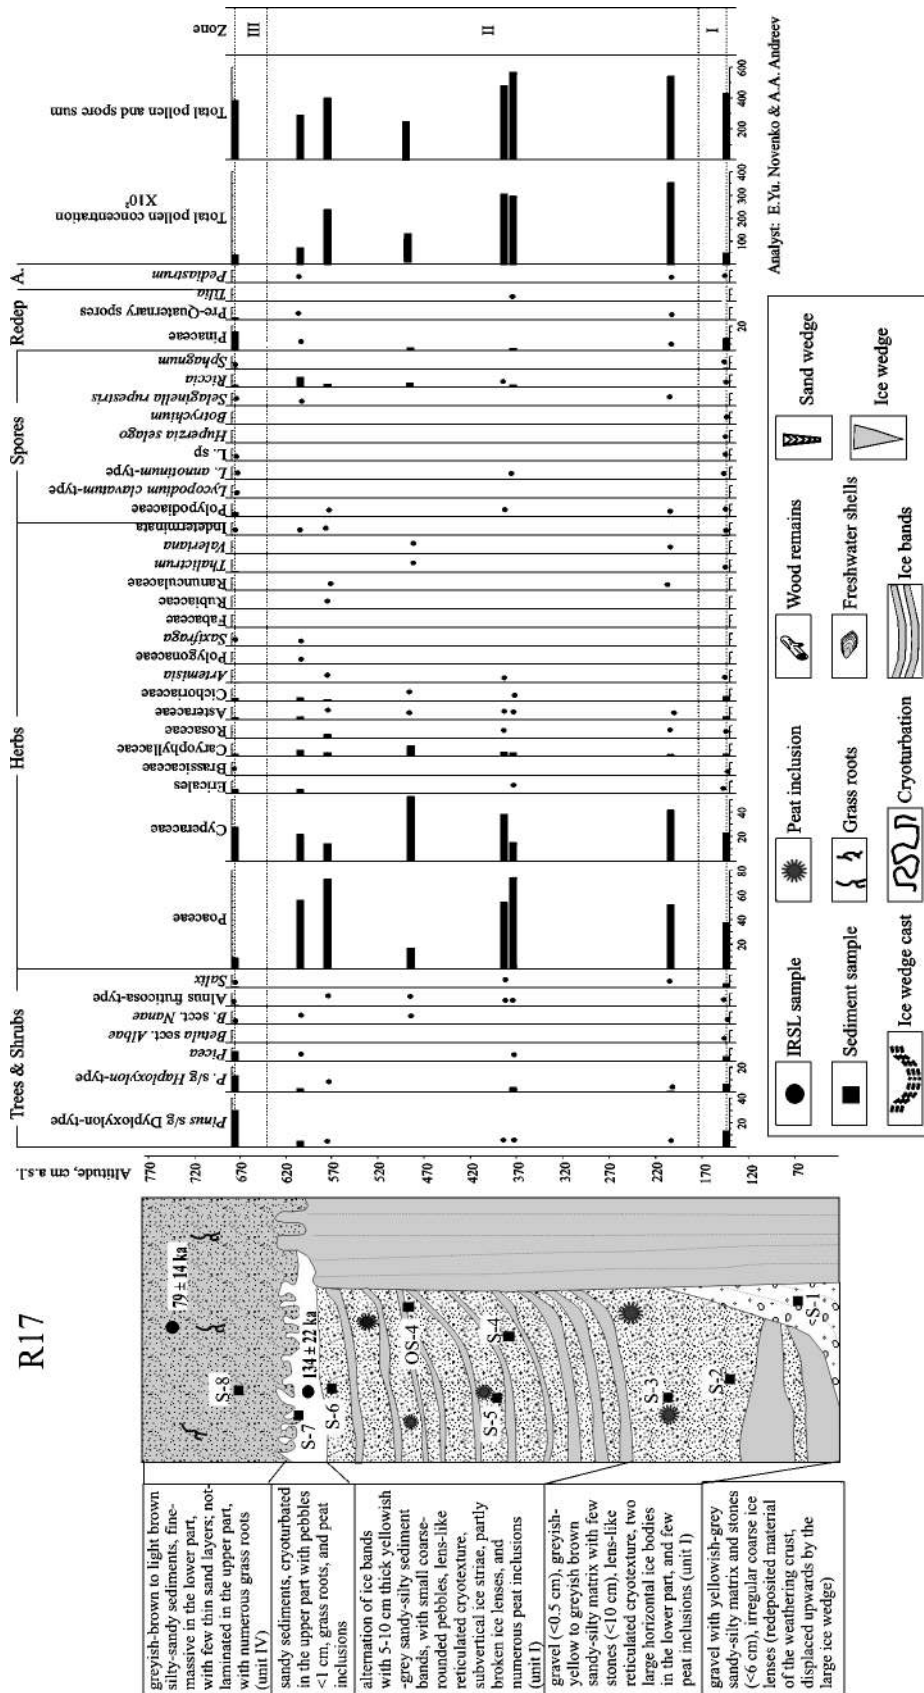 R17
greyish-brown to light brown
silty-sandy sediments, fine-
massive in the lower part,
with few thin sand layers; not-
laminated in the upper part,
with numerous grass roots
(unit IV)
sandy sediments, cryoturbated
in the upper part with pebbles
<1 cm, grass roots, and peat
inclusions
alternation of ice bands
with 5-10 cm thick yellowish
-grey sandy-silty sediment
bands, with small coarse-
rounded pebbles, lens-like
reticulated cryotexture,
subvertical ice striae, partly
broken ice lenses, and
numerous peat inclusions
(unit I)
gravel (<0.5 cm), greyish-
yellow to greyish brown
sandy-silty matrix with few
stones (<10 cm), lens-like
reticulated cryotexture, two
large horizontal ice bodies
in the lower part, and few
peat inclusions (unit I)
gravel with yellowish-grey
sandy-silty matrix and stones
(<6 cm), irregular coarse ice
lenses (redeposited material
of the weathering crust,
displaced upwards by the
large ice wedge)
79 ± 14 ka
S-8
S-7
134 ± 22 ka
S-6
OS-4
S-5
S-4
S-3
S-2
S-1
Altitude, cm a.s.l.
770
720
670
620
570
520
470
420
370
320
270
220
170
120
70
Trees & Shrubs
Herbs
Spores
Redep
A.
Pinus s/g Dyploxylon-type
P. s/g Haploxylon-type
Picea
Betula sect. Albae
B. sect. Nanae
Alnus fruticosa-type
Salix
Poaceae
Cyperaceae
Ericales
Brassicaceae
Caryophyllaceae
Rosaceae
Asteraceae
Cichoriaceae
Artemisia
Polygonaceae
Saxifraga
Fabaceae
Rubiaceae
Ranunculaceae
Thalictrum
Valeriana
Indeterminata
Polypodiaceae
Lycopodium clavatum-type
L. annotinum-type
L. sp
Huperzia selago
Botrychium
Selaginella rupestris
Riccia
Sphagnum
Pinaceae
Pre-Quaternary spores
Tilia
Pediastrum
Total pollen concentration
X10²
Total pollen and spore sum
Zone
III
II
I
20 40
20 40 60 80
20 40
20
100 200 300 400
200 400 600
Analyst: E.Yu. Novenko & A.A. Andreev
IRSL sample
Peat inclusion
Wood remains
Sand wedge
Sediment sample
Grass roots
Freshwater shells
Ice wedge
Ice wedge cast
Cryoturbation
Ice bands